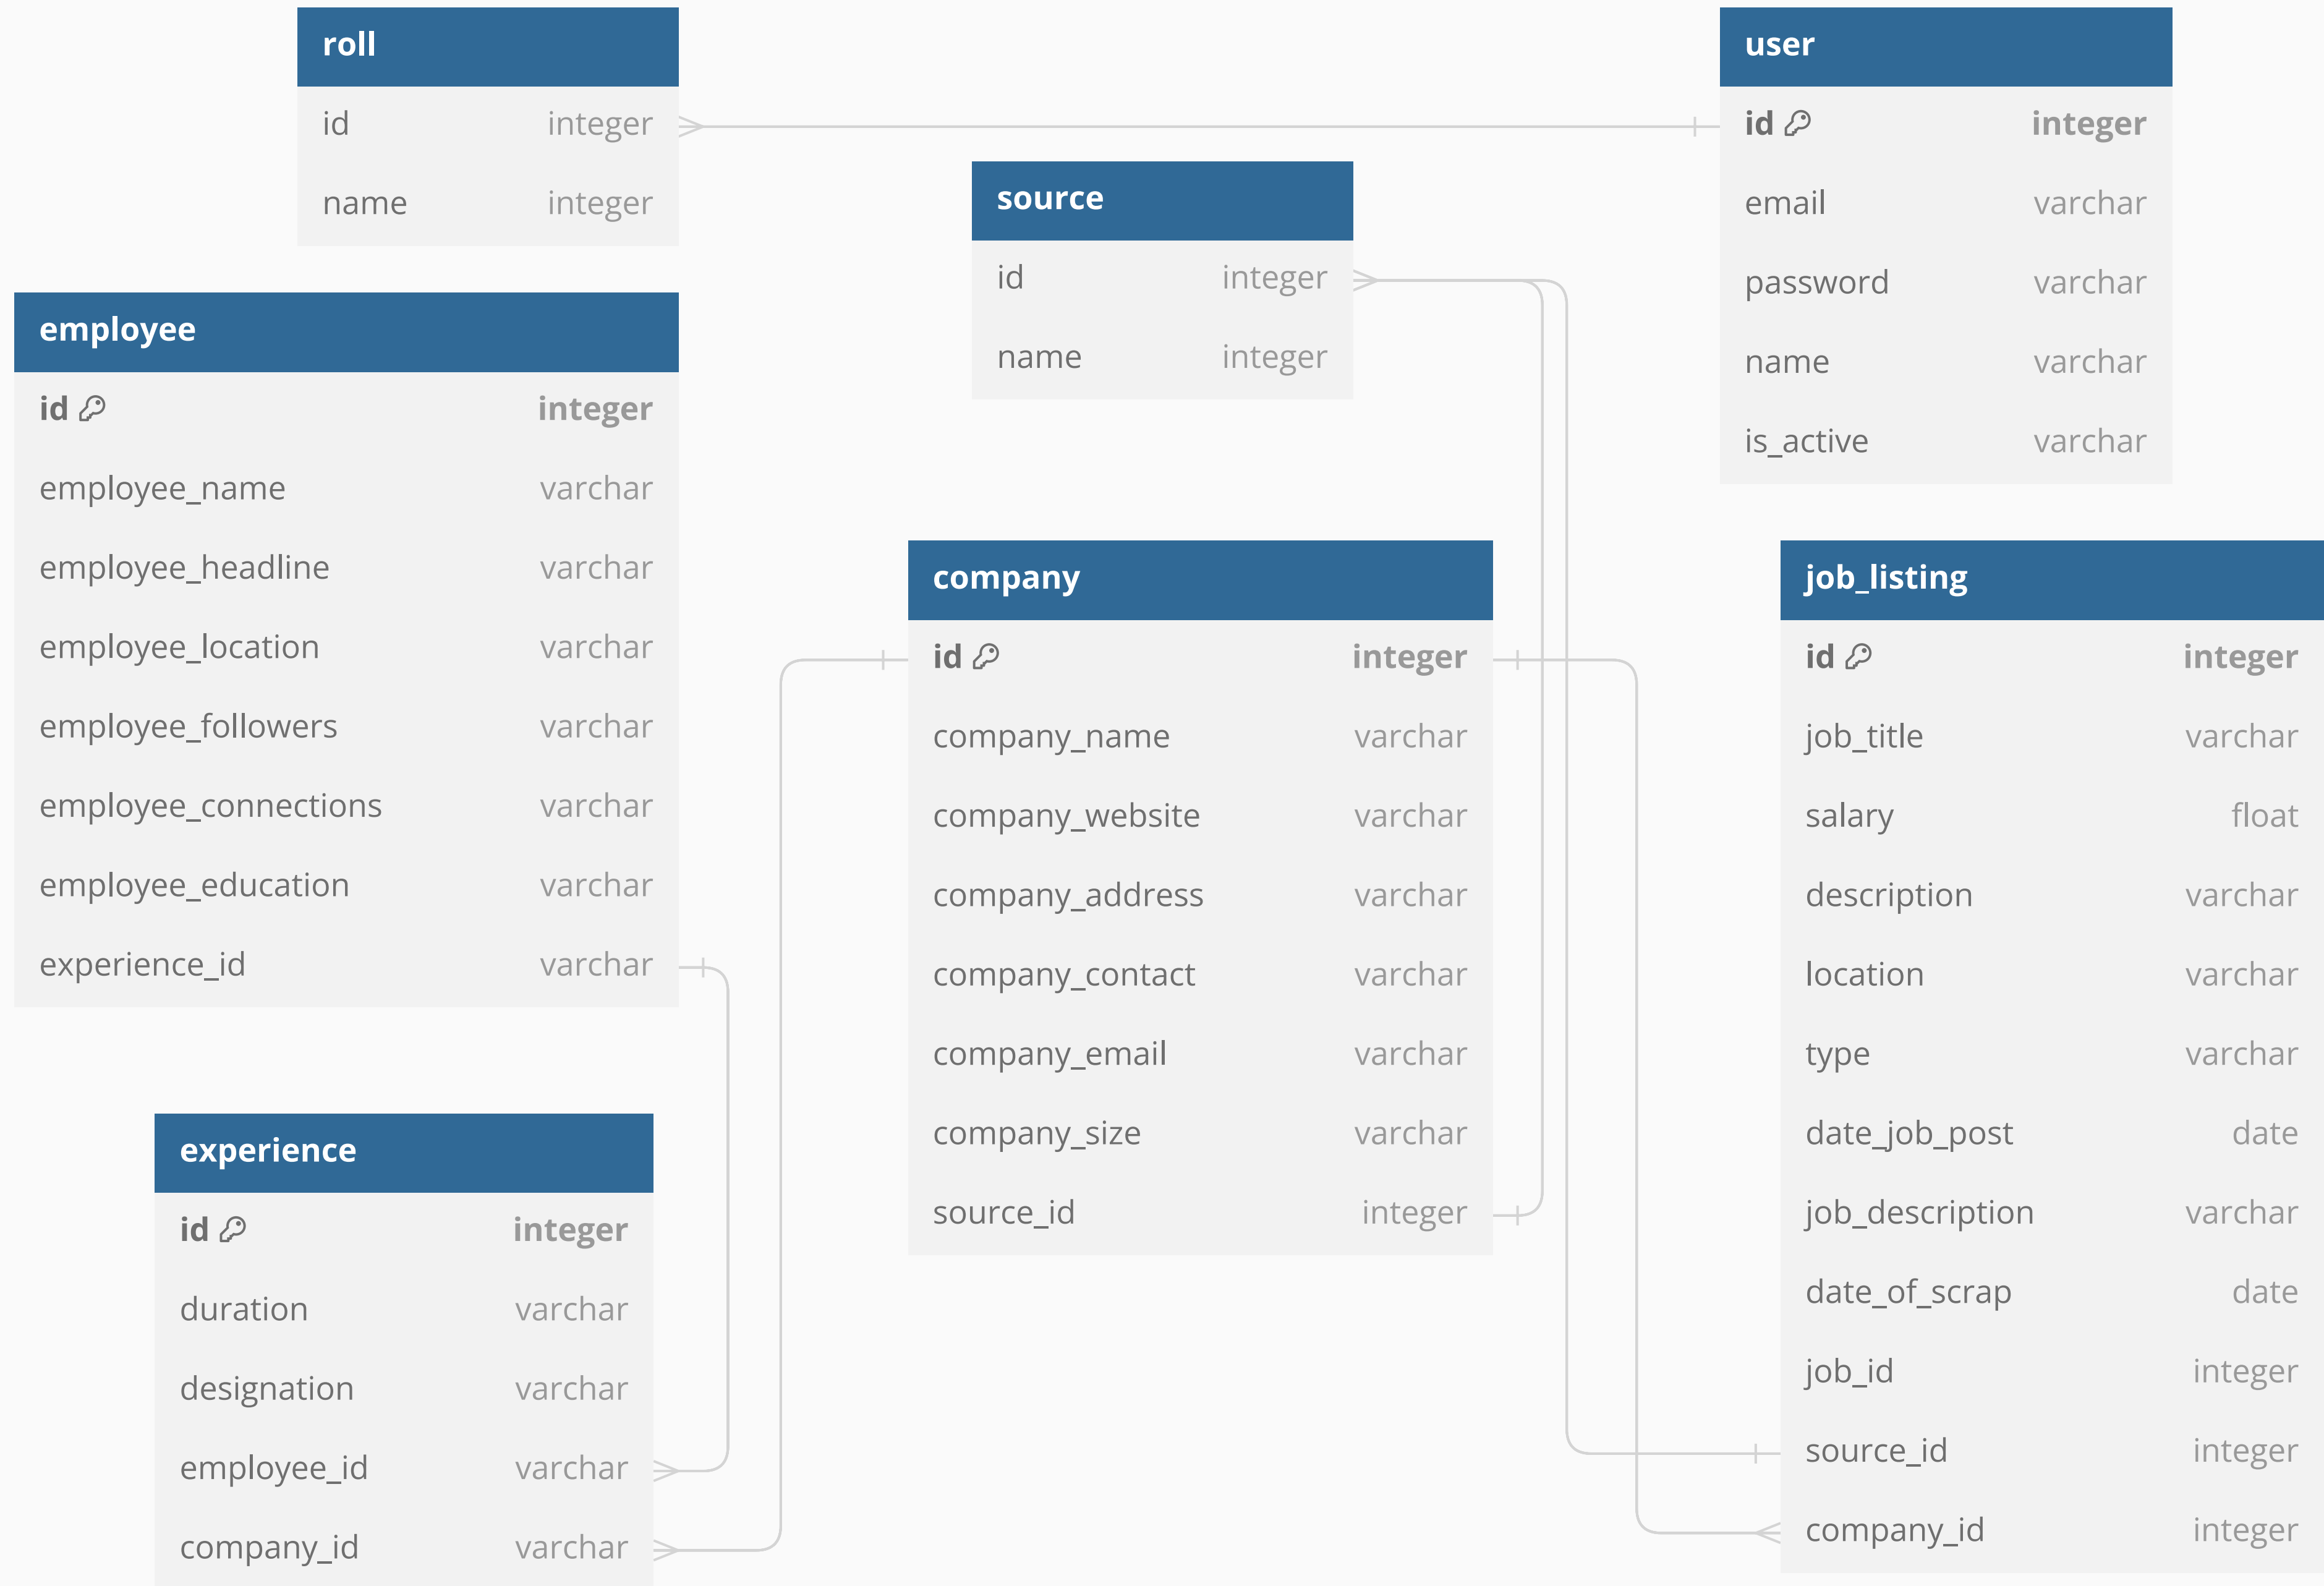 roll
id integer
name integer
user
id integer
email varchar
password varchar
name varchar
is_active varchar
source
id integer
name integer
employee
id integer
employee_name varchar
employee_headline varchar
employee_location varchar
employee_followers varchar
employee_connections varchar
employee_education varchar
experience_id varchar
company
id integer
company_name varchar
company_website varchar
company_address varchar
company_contact varchar
company_email varchar
company_size varchar
source_id integer
job_listing
id integer
job_title varchar
salary float
description varchar
location varchar
type varchar
date_job_post date
job_description varchar
date_of_scrap date
job_id integer
source_id integer
company_id integer
experience
id integer
duration varchar
designation varchar
employee_id varchar
company_id varchar